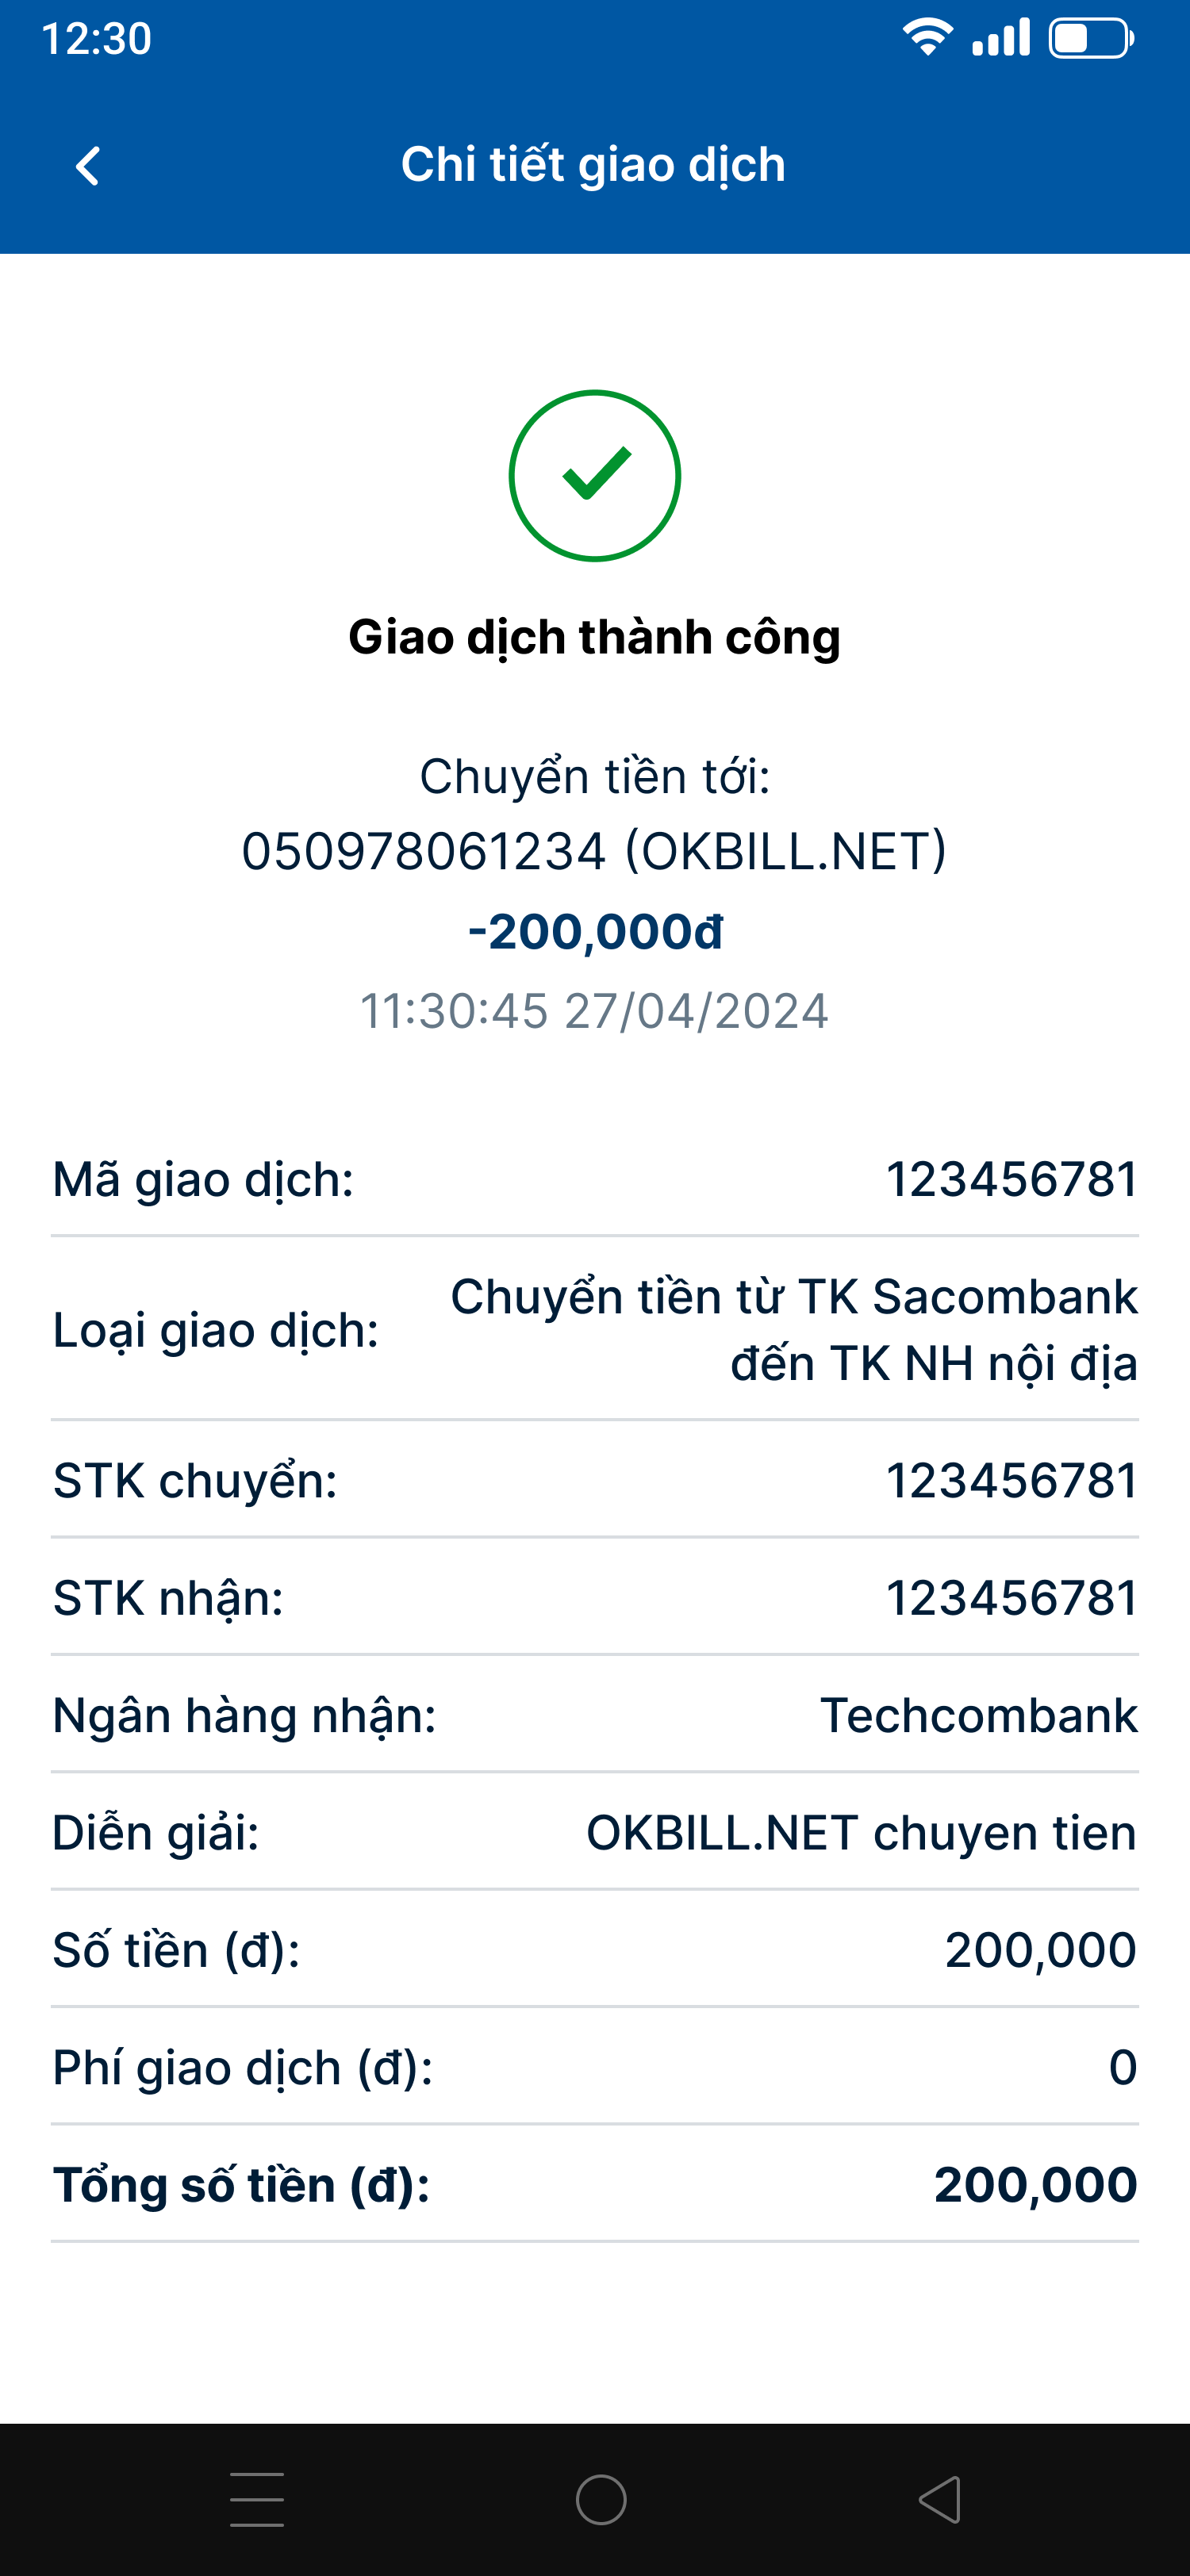 12:30
Chi tiết giao dịch
Giao dịch thành công
Chuyển tiền tới:
050978061234 (OKBILL.NET)
-200,000đ
11:30:45 27/04/2024
Mã giao dịch: 123456781
Loại giao dịch: Chuyển tiền từ TK Sacombank
đến TK NH nội địa
STK chuyển: 123456781
STK nhận: 123456781
Ngân hàng nhận: Techcombank
Diễn giải: OKBILL.NET chuyen tien
Số tiền (đ): 200,000
Phí giao dịch (đ): 0
Tổng số tiền (đ): 200,000